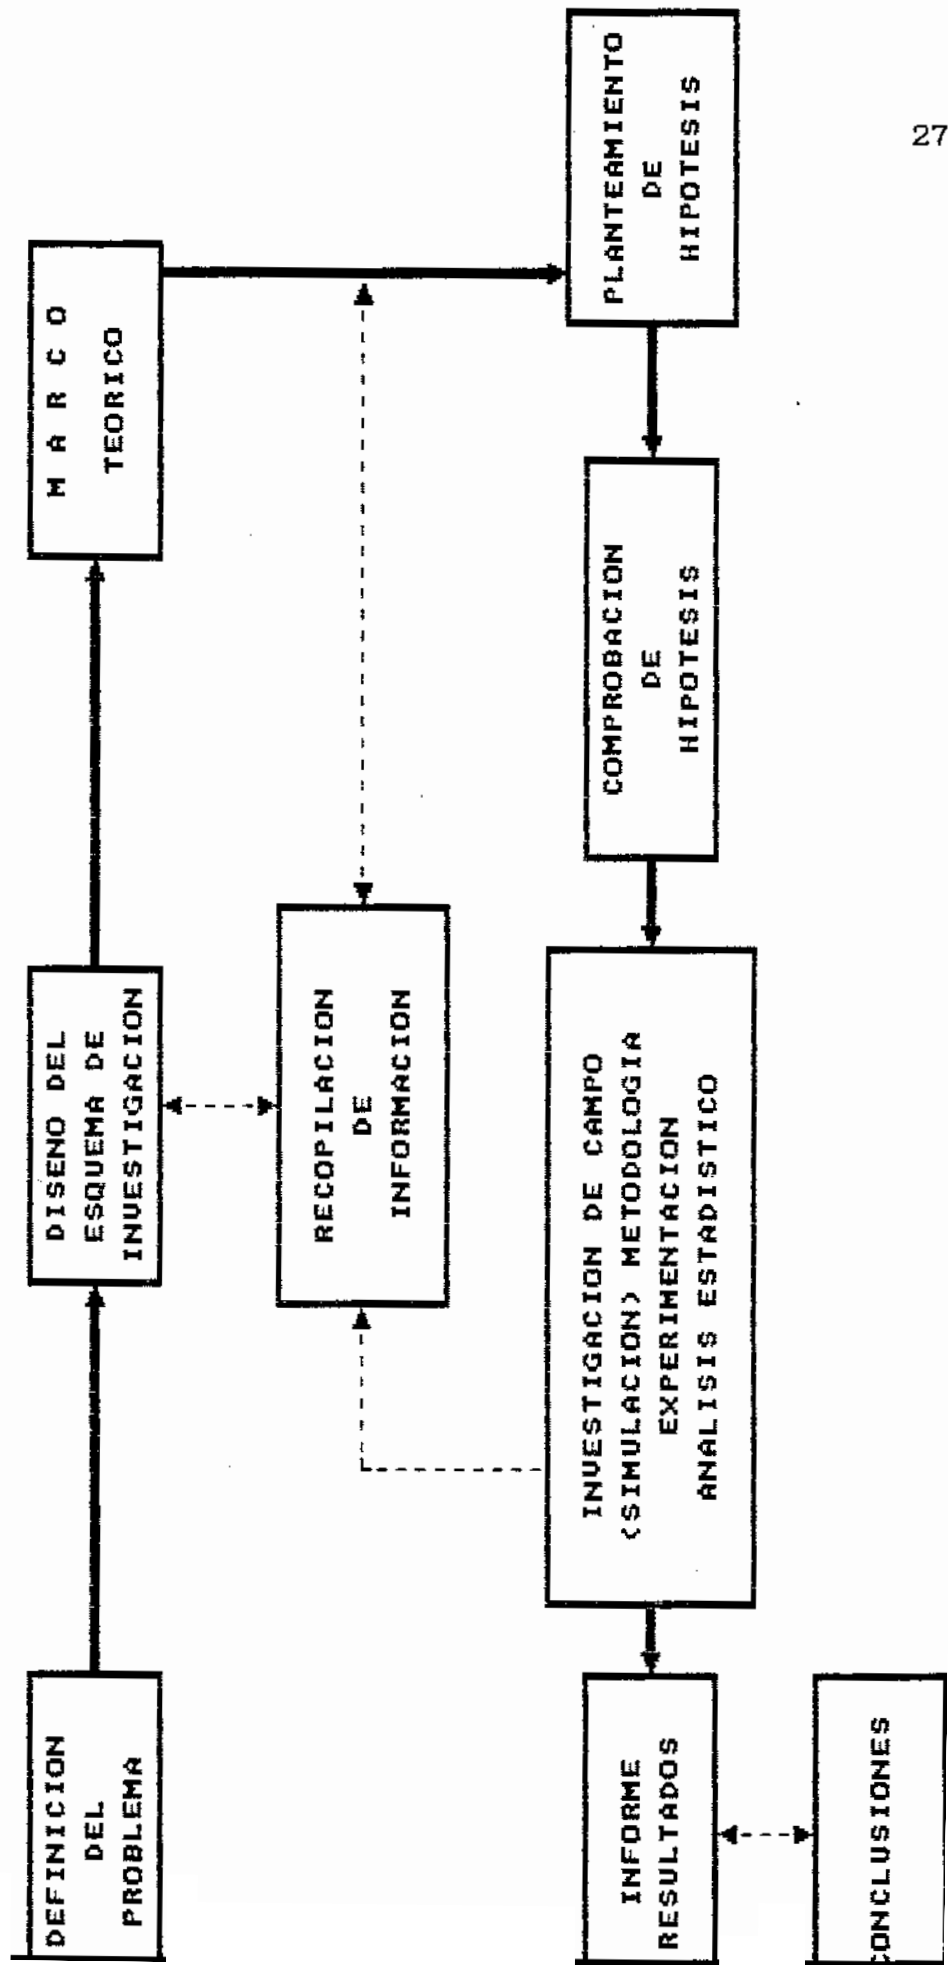 27
DEFINICION
DEL
PROBLEMA
DISENO DEL
ESQUEMA DE
INVESTIGACION
M A R C O
TEORICO
RECOPILACION
DE
INFORMACION
PLANTEAMIENTO
DE
HIPOTESIS
COMPROBACION
DE
HIPOTESIS
INVESTIGACION DE CAMPO
(SIMULACION) METODOLOGIA
EXPERIMENTACION
ANALISIS ESTADISTICO
INFORME
RESULTADOS
CONCLUSIONES